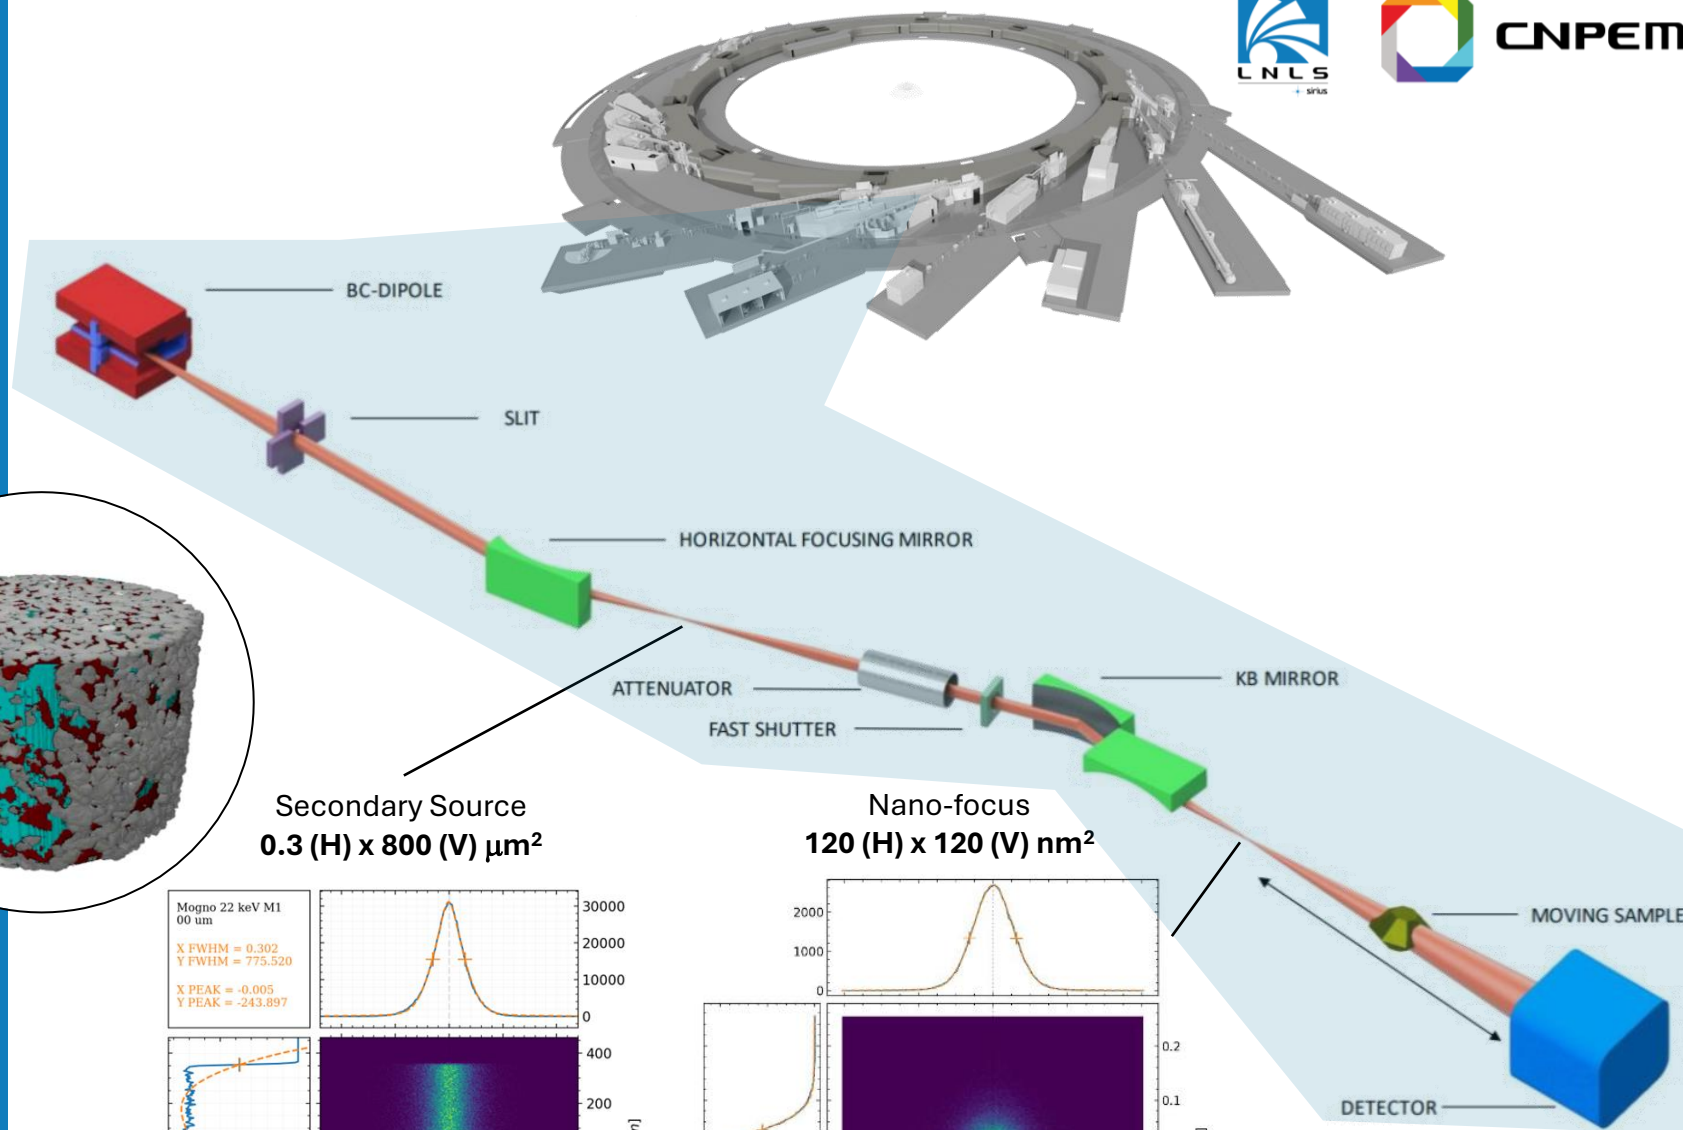 LNLS
sirius
CNPEM
BC-DIPOLE
SLIT
HORIZONTAL FOCUSING MIRROR
ATTENUATOR
KB MIRROR
FAST SHUTTER
Secondary Source
0.3 (H) x 800 (V) μm²
Nano-focus
120 (H) x 120 (V) nm²
MOVING SAMPLE
DETECTOR
Mogno 22 keV M1
00 um
X FWHM = 0.302
Y FWHM = 775.520
X PEAK = -0.005
Y PEAK = -243.897
30000
20000
10000
0
400
200
2000
1000
0
0.2
0.1